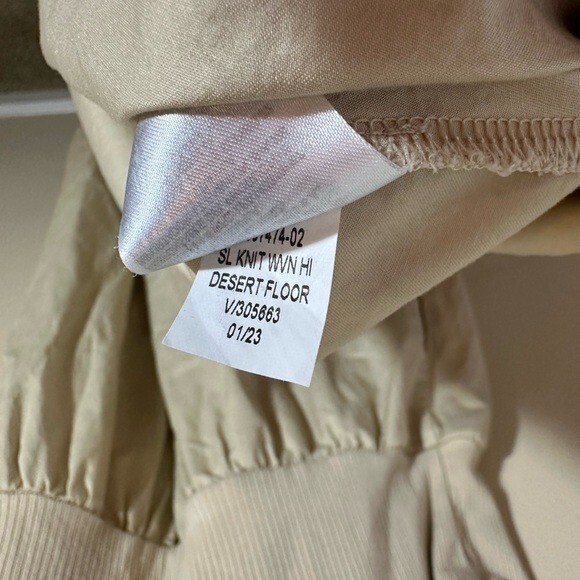 SL KNIT WVN HI
DESERT FLOOR
V/305663
01/23